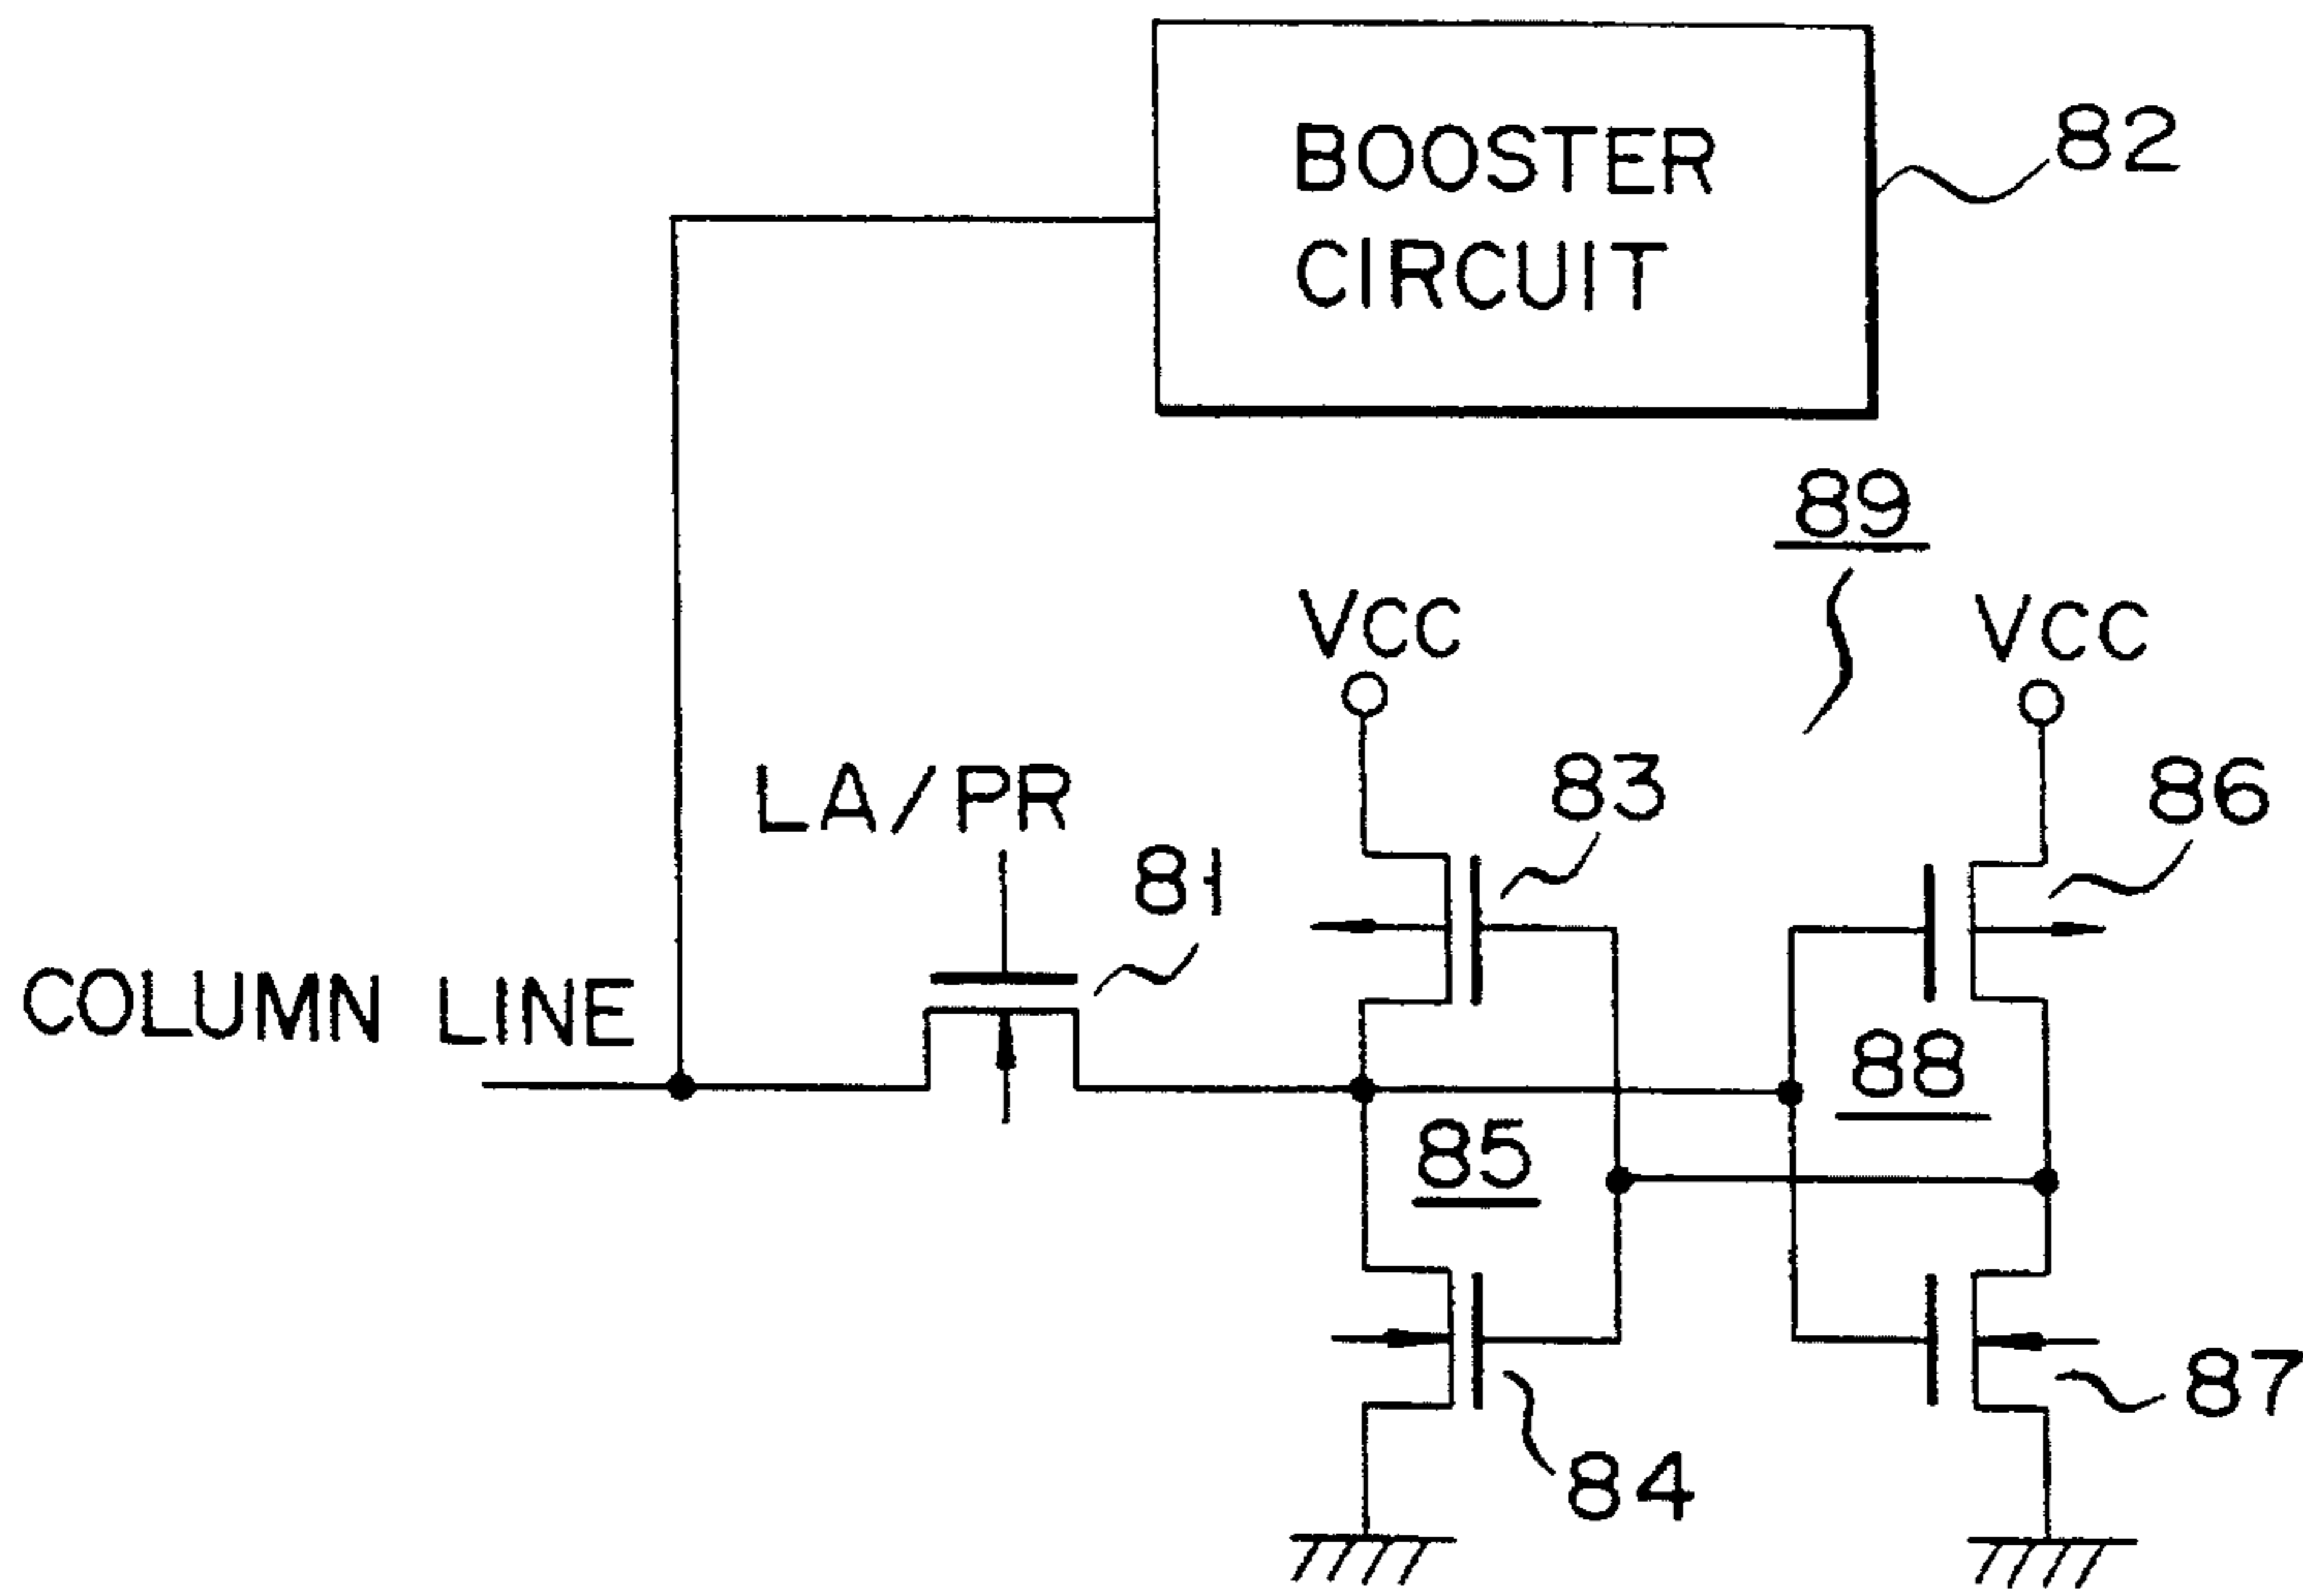 BOOSTER
CIRCUIT
82
89
VCC
VCC
LA/PR
83
86
81
COLUMN LINE
88
85
87
84